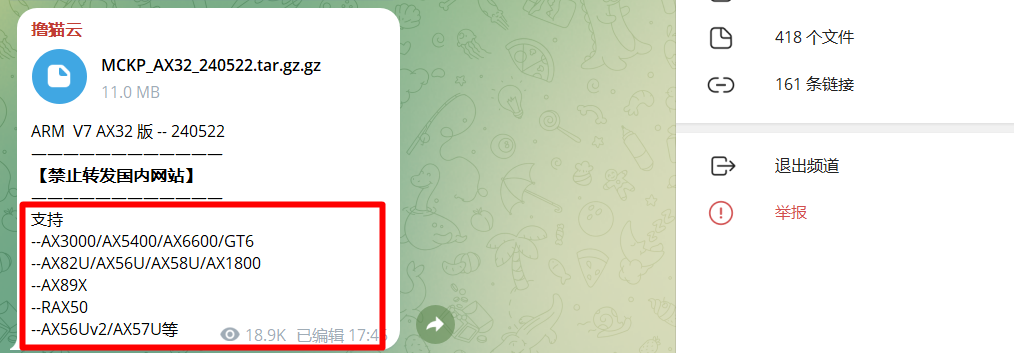 撸猫云
MCKP_AX32_240522.tar.gz.gz
11.0 MB
ARM V7 AX32 版 -- 240522
————————————
【禁止转发国内网站】
————————————
支持
--AX3000/AX5400/AX6600/GT6
--AX82U/AX56U/AX58U/AX1800
--AX89X
--RAX50
--AX56Uv2/AX57U等
18.9K 已编辑 17:45
418 个文件
161 条链接
退出频道
举报